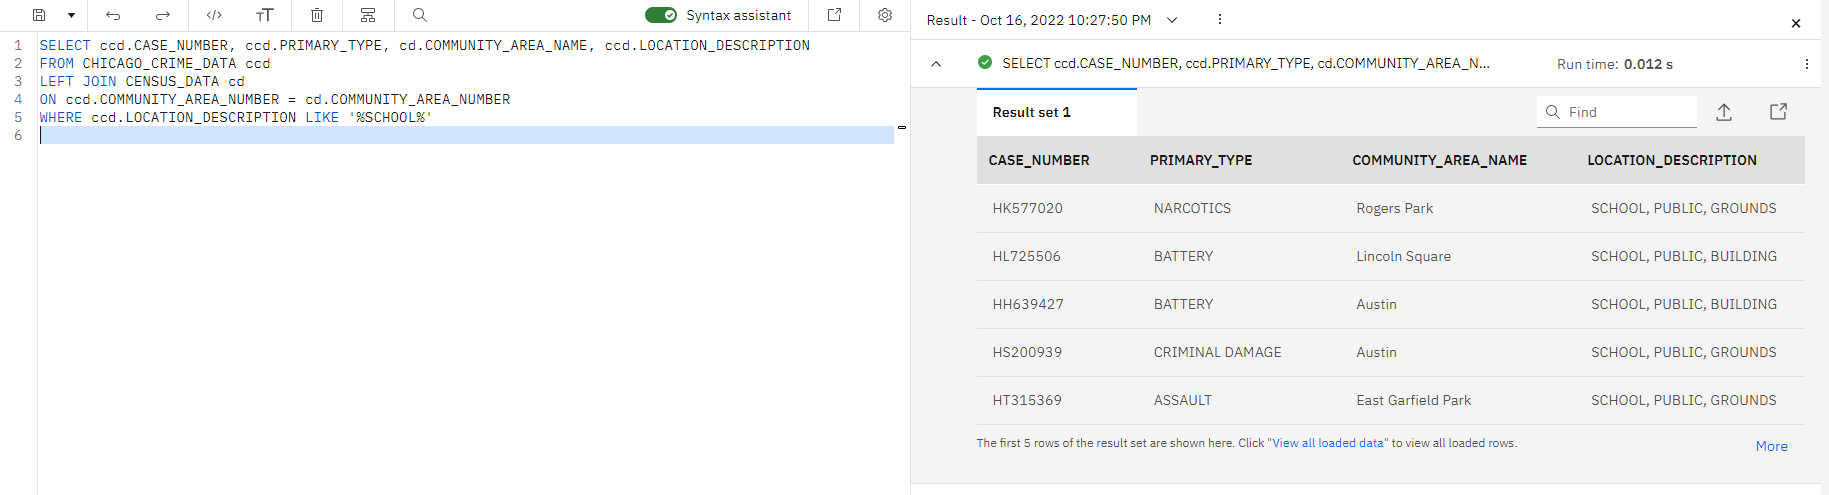 Syntax assistant
1 SELECT ccd.CASE_NUMBER, ccd.PRIMARY_TYPE, cd.COMMUNITY_AREA_NAME, ccd.LOCATION_DESCRIPTION
2 FROM CHICAGO_CRIME_DATA ccd
3 LEFT JOIN CENSUS_DATA cd
4 ON ccd.COMMUNITY_AREA_NUMBER = cd.COMMUNITY_AREA_NUMBER
5 WHERE ccd.LOCATION_DESCRIPTION LIKE '%SCHOOL%'
6
Result - Oct 16, 2022 10:27:50 PM
SELECT ccd.CASE_NUMBER, ccd.PRIMARY_TYPE, cd.COMMUNITY_AREA_N... Run time: 0.012 s
Result set 1 Find
CASE_NUMBER PRIMARY_TYPE COMMUNITY_AREA_NAME LOCATION_DESCRIPTION
HK577020 NARCOTICS Rogers Park SCHOOL, PUBLIC, GROUNDS
HL725506 BATTERY Lincoln Square SCHOOL, PUBLIC, BUILDING
HH639427 BATTERY Austin SCHOOL, PUBLIC, BUILDING
HS200939 CRIMINAL DAMAGE Austin SCHOOL, PUBLIC, GROUNDS
HT315369 ASSAULT East Garfield Park SCHOOL, PUBLIC, GROUNDS
The first 5 rows of the result set are shown here. Click "View all loaded data" to view all loaded rows.
More